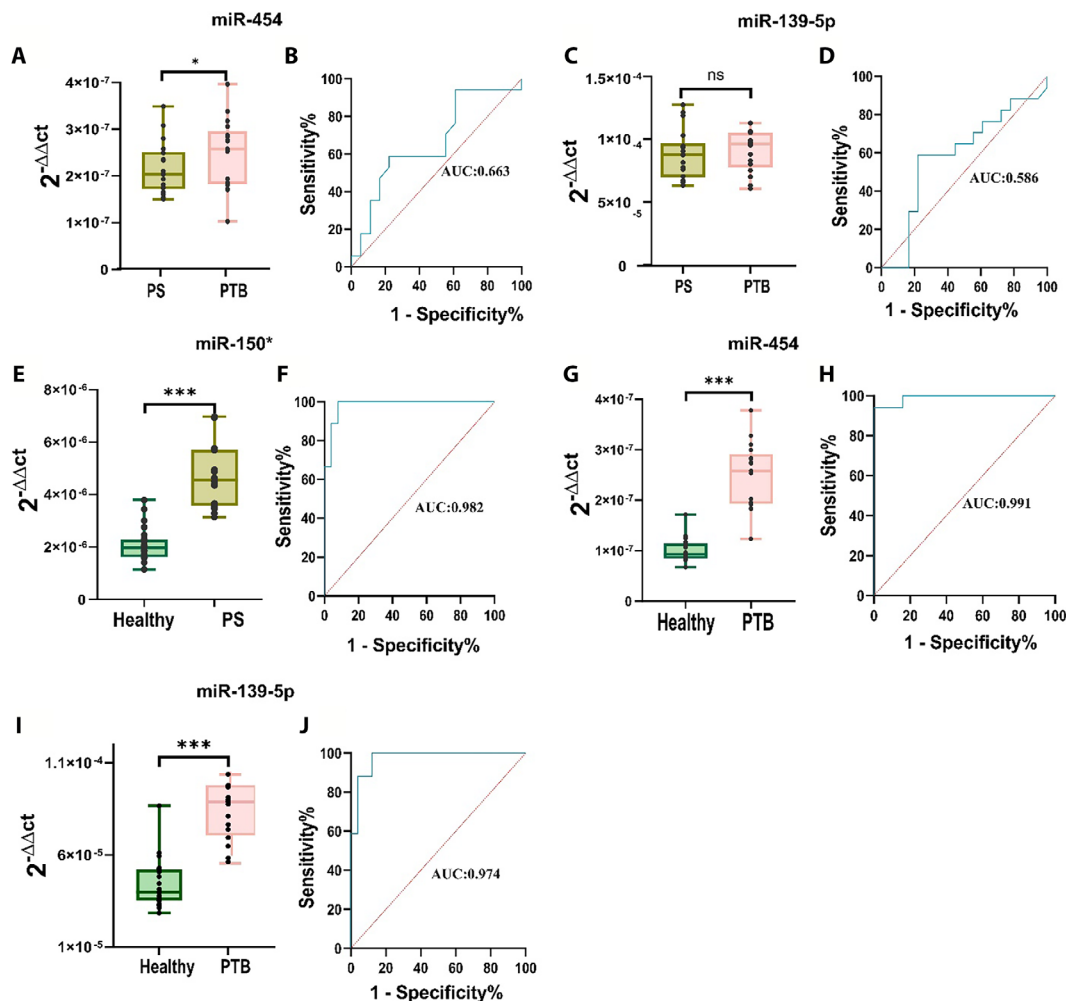 miR-454
miR-139-5p
A
*
4×10⁻⁷
3×10⁻⁷
2×10⁻⁷
1×10⁻⁷
0
2^-ΔΔct
PS
PTB
B
100
80
60
40
20
0
Sensitivity%
AUC:0.663
0 20 40 60 80 100
1 - Specificity%
C
ns
1.5×10⁻⁴
1×10⁻⁴
5×10⁻⁵
0
2^-ΔΔct
PS
PTB
D
100
80
60
40
20
0
Sensitivity%
AUC:0.586
0 20 40 60 80 100
1 - Specificity%
miR-150*
miR-454
E
***
8×10⁻⁶
6×10⁻⁶
4×10⁻⁶
2×10⁻⁶
0
2^-ΔΔct
Healthy
PS
F
100
80
60
40
20
0
Sensitivity%
AUC:0.982
0 20 40 60 80 100
1 - Specificity%
G
***
4×10⁻⁷
3×10⁻⁷
2×10⁻⁷
1×10⁻⁷
0
2^-ΔΔct
Healthy
PTB
H
100
80
60
40
20
0
Sensitivity%
AUC:0.991
0 20 40 60 80 100
1 - Specificity%
miR-139-5p
I
***
1.1×10⁻⁴
6×10⁻⁵
1×10⁻⁵
2^-ΔΔct
Healthy
PTB
J
100
80
60
40
20
0
Sensitivity%
AUC:0.974
0 20 40 60 80 100
1 - Specificity%